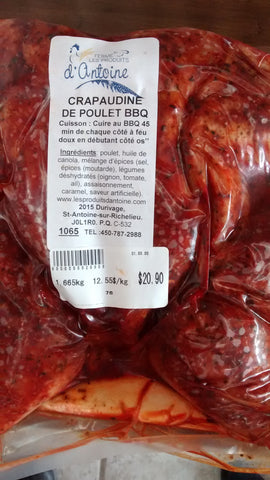 FERME
LES PRODUITS
d'Antoine
CRAPAUDINE
DE POULET BBQ
Cuisson : Cuire au BBQ 45
min de chaque côté à feu
doux en débutant côté os"
Ingrédients: poulet, huile de
canola, mélange d'épices (sel,
épices (moutarde), légumes
déshydratés (oignon, tomate,
ail), assaisonnement,
caramel, saveur artificielle).
www.lesproduitsdantoine.com
2015 Durivage,
St-Antoine-sur-Richelieu,
J0L1R0. P.Q. C-532
1065 TEL.:450-787-2988
1.665kg 12.55$/kg $20.90